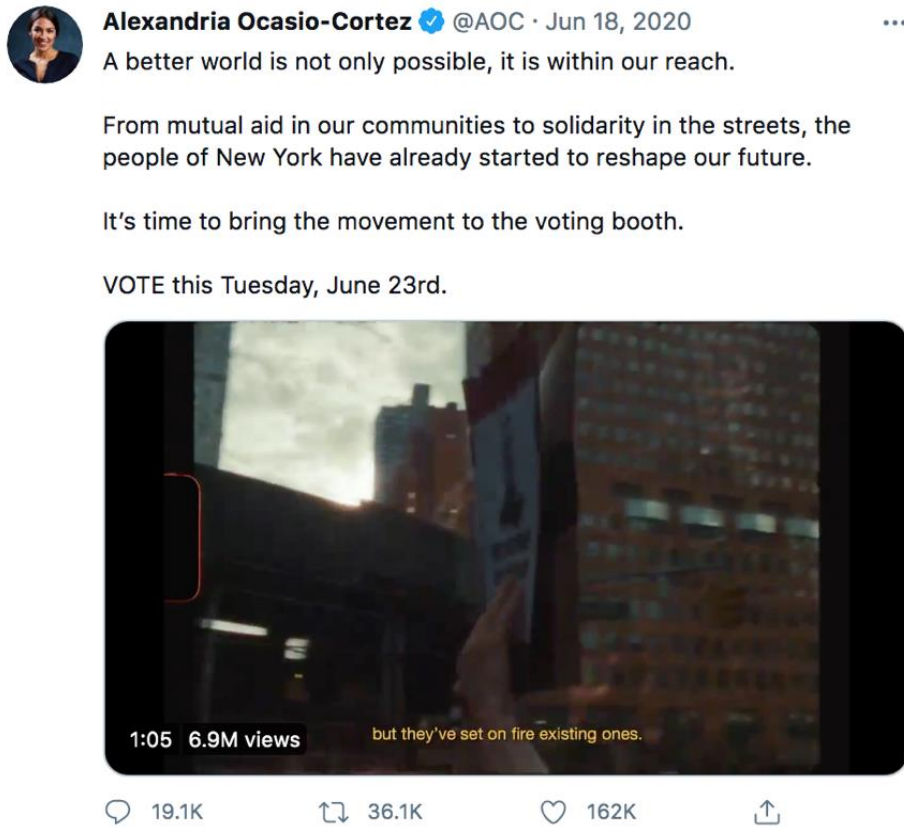 Alexandria Ocasio-Cortez @AOC · Jun 18, 2020
A better world is not only possible, it is within our reach.
From mutual aid in our communities to solidarity in the streets, the
people of New York have already started to reshape our future.
It's time to bring the movement to the voting booth.
VOTE this Tuesday, June 23rd.
but they've set on fire existing ones.
1:05 6.9M views
19.1K 36.1K 162K